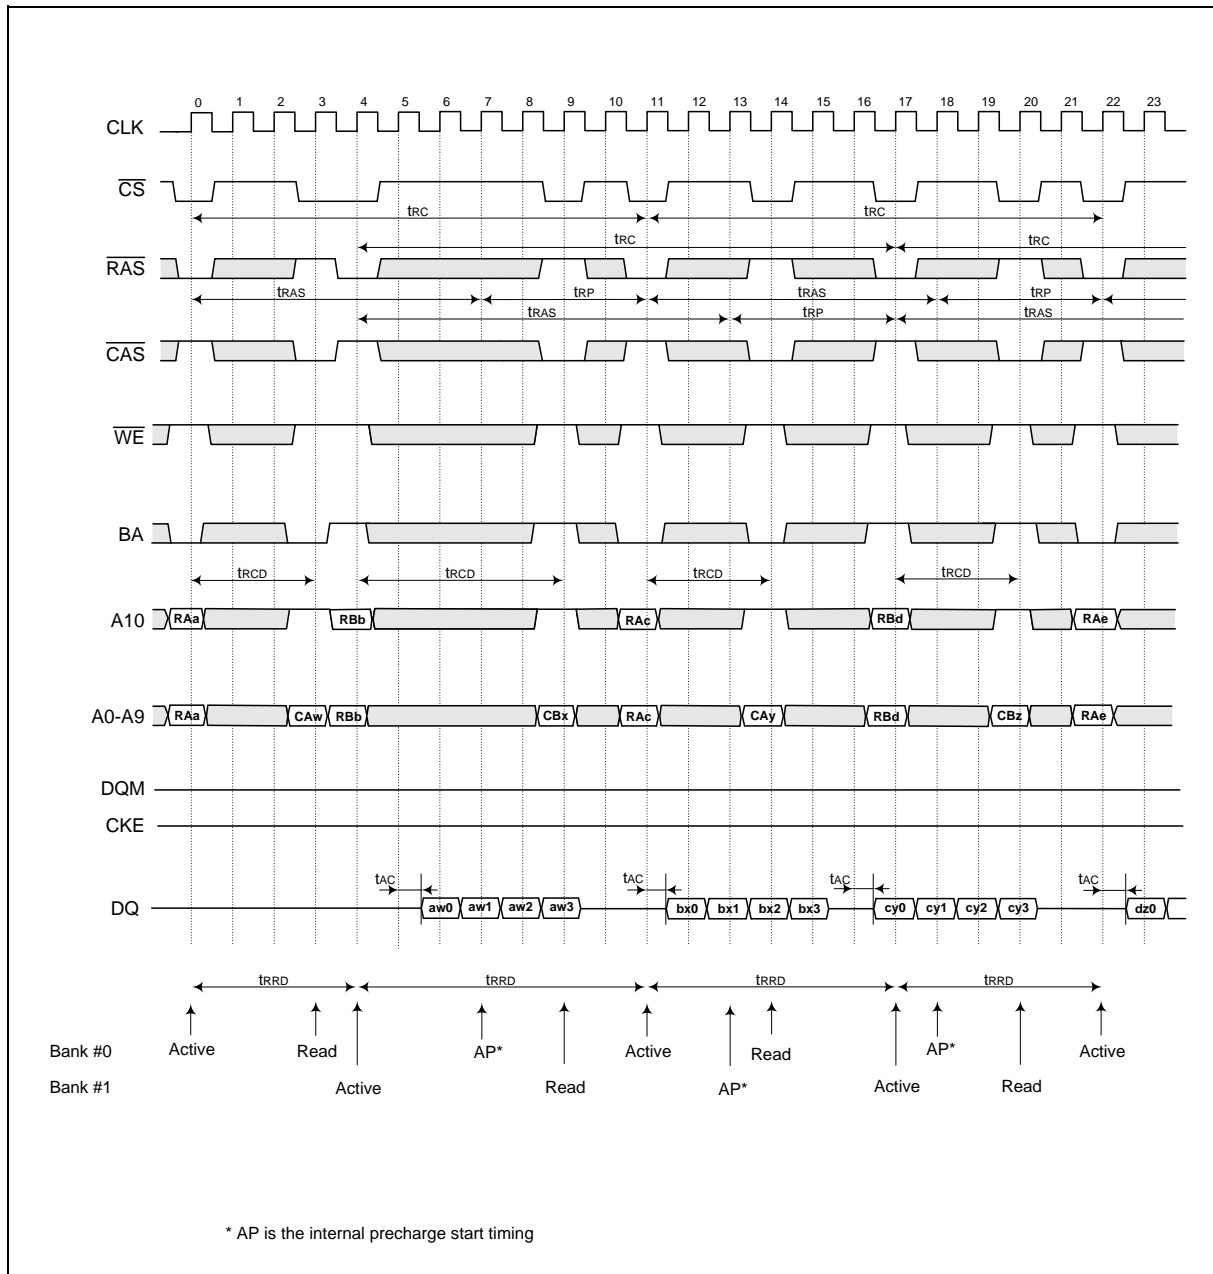 0 1 2 3 4 5 6 7 8 9 10 11 12 13 14 15 16 17 18 19 20 21 22 23
CLK
CS
tRC tRC
tRC tRC
RAS
tRAS tRP tRAS tRP
tRAS tRP tRAS
CAS
WE
BA
tRCD tRCD tRCD tRCD
A10 RAa RBb RAc RBd RAe
A0-A9 RAa CAw RBb CBx RAc CAy RBd CBz RAe
DQM
CKE
tAC tAC tAC tAC
DQ aw0 aw1 aw2 aw3 bx0 bx1 bx2 bx3 cy0 cy1 cy2 cy3 dz0
tRRD tRRD tRRD tRRD tRRD
Bank #0 Active Read AP* Active Read AP* Active
Bank #1 Active Read AP* Active Read
* AP is the internal precharge start timing